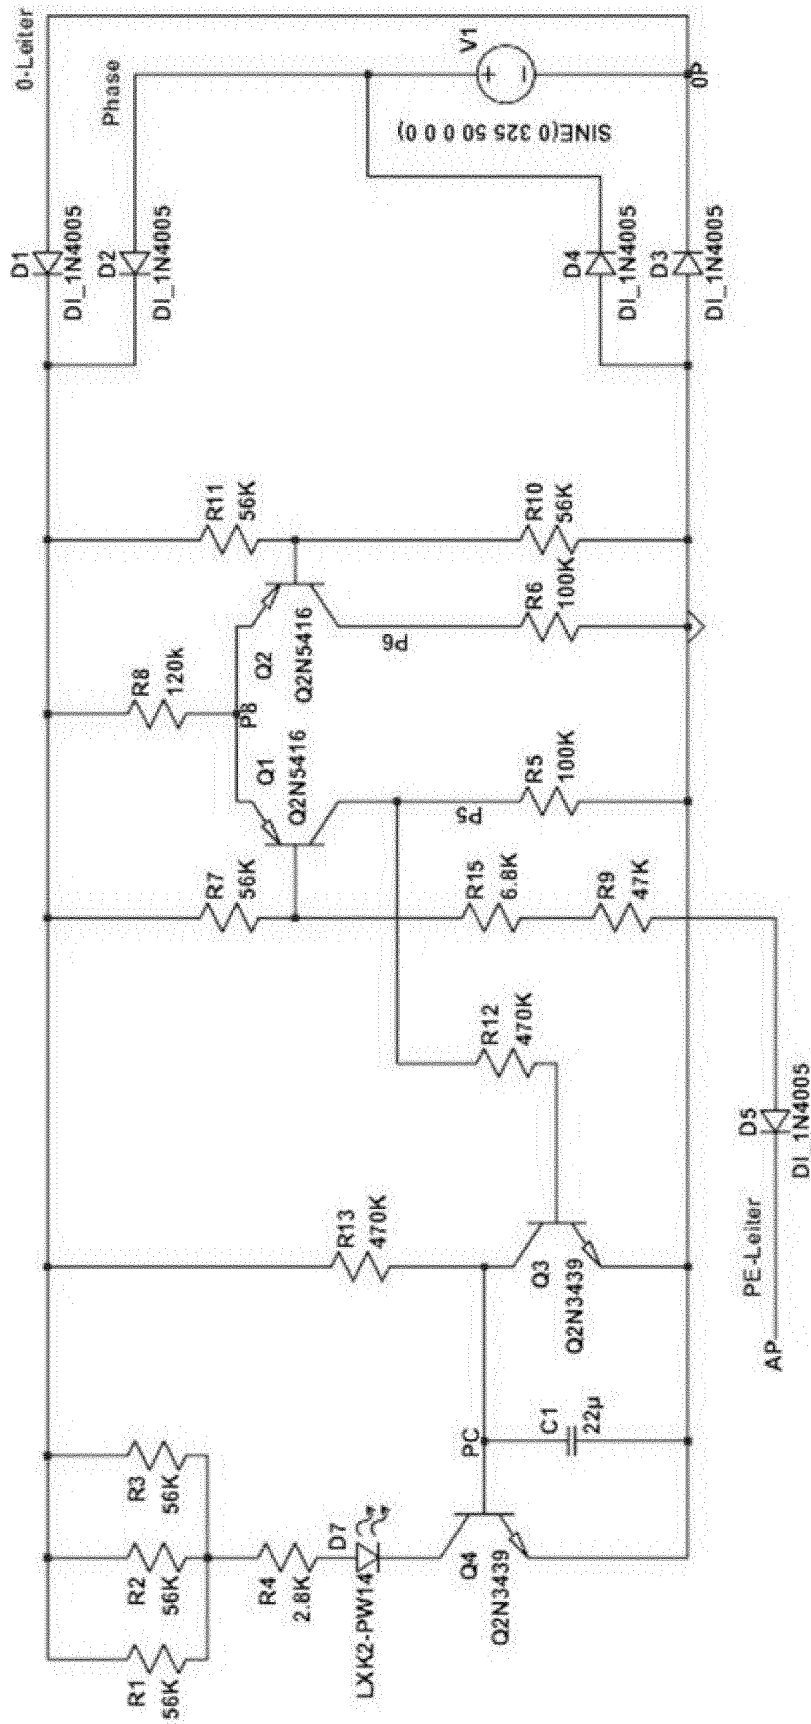 0-Leiter
Phase
V1
SINE(0 325 50 0 0 0)
0P
D1
DI_1N4005
D2
DI_1N4005
D4
DI_1N4005
D3
DI_1N4005
R11
56K
R10
56K
Q2
Q2N5416
P6
R6
100K
R8
120k
P8
Q1
Q2N5416
P5
R5
100K
R7
56K
R15
6.8K
R9
47K
R12
470K
D5
DI_1N4005
PE-Leiter
AP
R13
470K
Q3
Q2N3439
PC
C1
22µ
R3
56K
R2
56K
R1
56K
R4
2.8K
D7
LXK2-PW14
Q4
Q2N3439